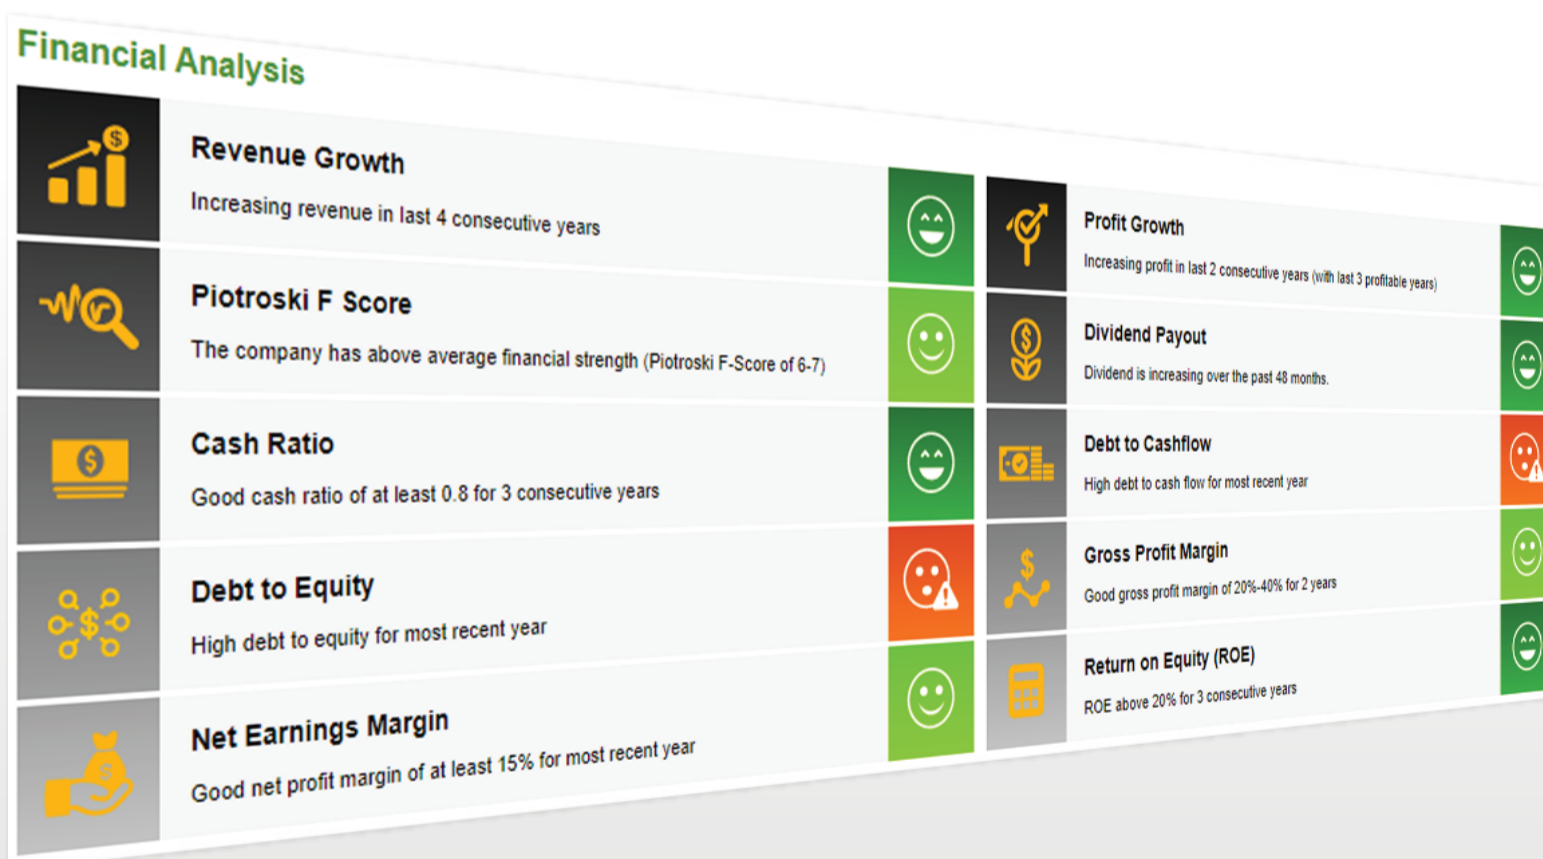 Financial Analysis
Revenue Growth
Increasing revenue in last 4 consecutive years
Piotroski F Score
The company has above average financial strength (Piotroski F-Score of 6-7)
Cash Ratio
Good cash ratio of at least 0.8 for 3 consecutive years
Debt to Equity
High debt to equity for most recent year
Net Earnings Margin
Good net profit margin of at least 15% for most recent year
Profit Growth
Increasing profit in last 2 consecutive years (with last 3 profitable years)
Dividend Payout
Dividend is increasing over the past 48 months.
Debt to Cashflow
High debt to cash flow for most recent year
Gross Profit Margin
Good gross profit margin of 20%-40% for 2 years
Return on Equity (ROE)
ROE above 20% for 3 consecutive years